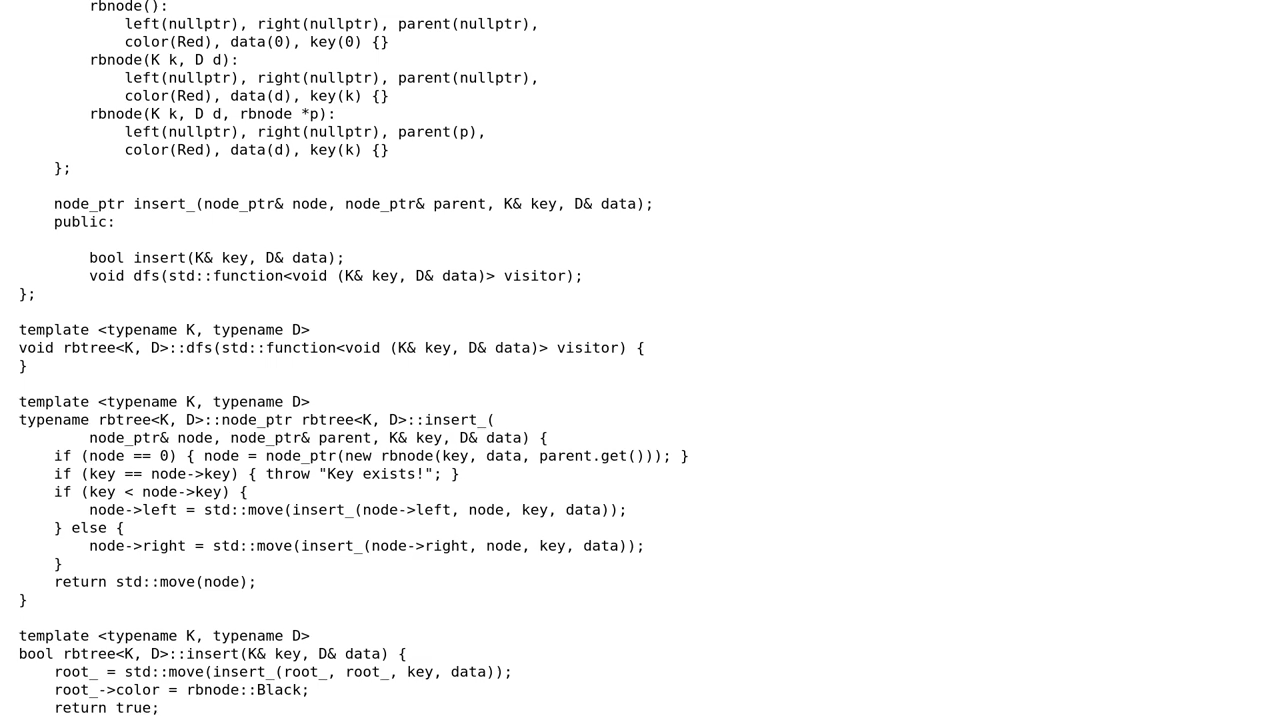 rbnode():
left(nullptr), right(nullptr), parent(nullptr),
color(Red), data(0), key(0) {}
rbnode(K k, D d):
left(nullptr), right(nullptr), parent(nullptr),
color(Red), data(d), key(k) {}
rbnode(K k, D d, rbnode *p):
left(nullptr), right(nullptr), parent(p),
color(Red), data(d), key(k) {}
};
node_ptr insert_(node_ptr& node, node_ptr& parent, K& key, D& data);
public:
bool insert(K& key, D& data);
void dfs(std::function<void (K& key, D& data)> visitor);
};
template <typename K, typename D>
void rbtree<K, D>::dfs(std::function<void (K& key, D& data)> visitor) {
}
template <typename K, typename D>
typename rbtree<K, D>::node_ptr rbtree<K, D>::insert_(
node_ptr& node, node_ptr& parent, K& key, D& data) {
if (node == 0) { node = node_ptr(new rbnode(key, data, parent.get())); }
if (key == node->key) { throw "Key exists!"; }
if (key < node->key) {
node->left = std::move(insert_(node->left, node, key, data));
} else {
node->right = std::move(insert_(node->right, node, key, data));
}
return std::move(node);
}
template <typename K, typename D>
bool rbtree<K, D>::insert(K& key, D& data) {
root_ = std::move(insert_(root_, root_, key, data));
root_->color = rbnode::Black;
return true;